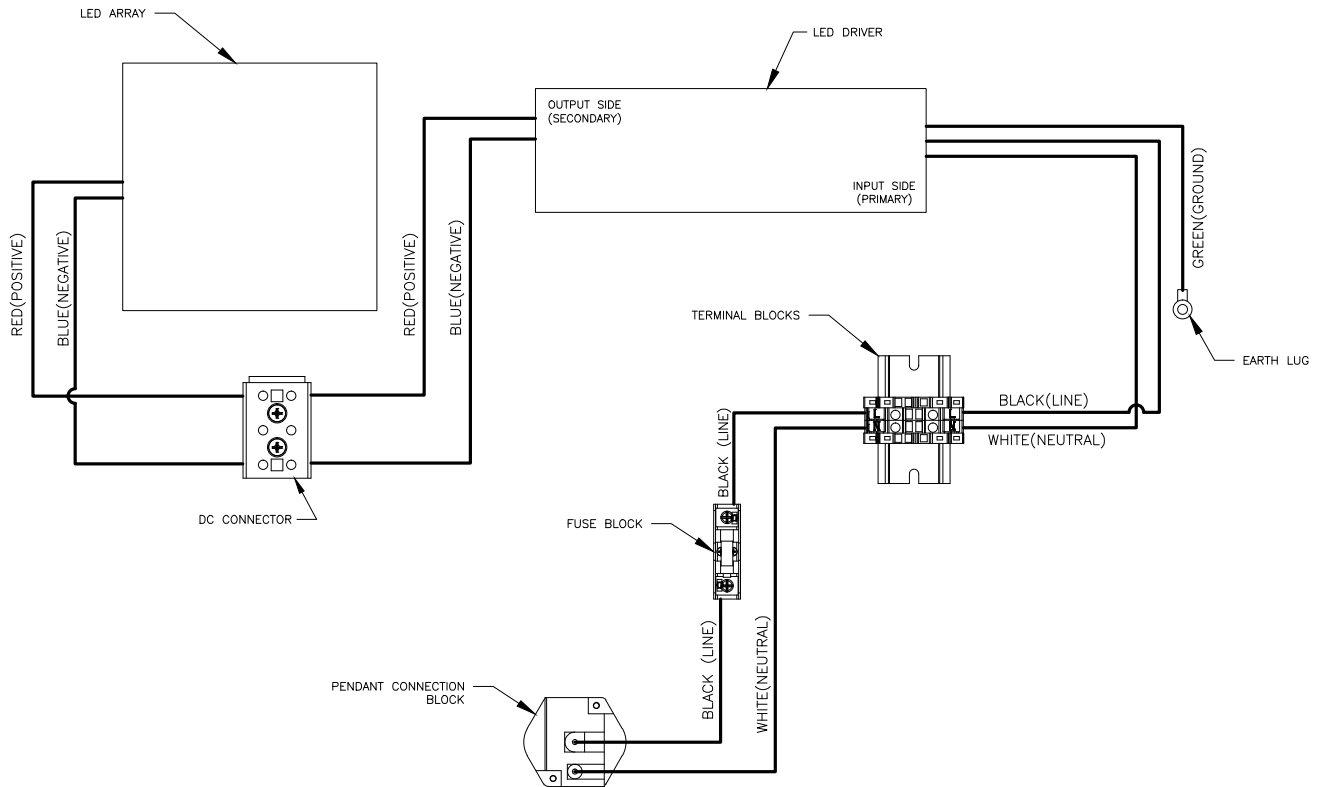 LED ARRAY
LED DRIVER
OUTPUT SIDE
(SECONDARY)
INPUT SIDE
(PRIMARY)
RED(POSITIVE)
BLUE(NEGATIVE)
RED(POSITIVE)
BLUE(NEGATIVE)
GREEN(GROUND)
TERMINAL BLOCKS
EARTH LUG
BLACK(LINE)
WHITE(NEUTRAL)
BLACK (LINE)
DC CONNECTOR
FUSE BLOCK
BLACK (LINE)
WHITE(NEUTRAL)
PENDANT CONNECTION
BLOCK